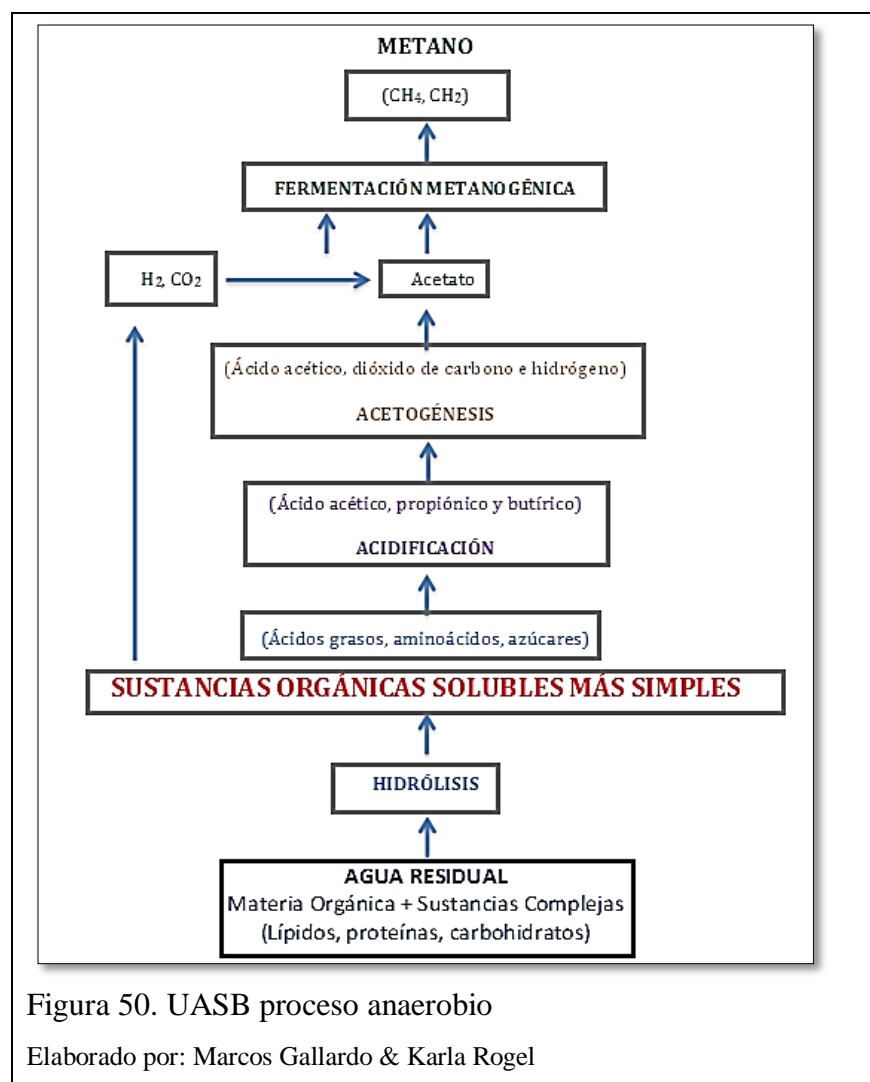 METANO
(CH₄, CH₂)
FERMENTACIÓN METANOGÉNICA
H₂, CO₂
Acetato
(Ácido acético, dióxido de carbono e hidrógeno)
ACETOGÉNESIS
(Ácido acético, propiónico y butírico)
ACIDIFICACIÓN
(Ácidos grasos, aminoácidos, azúcares)
SUSTANCIAS ORGÁNICAS SOLUBLES MÁS SIMPLES
HIDRÓLISIS
AGUA RESIDUAL
Materia Orgánica + Sustancias Complejas
(Lípidos, proteínas, carbohidratos)
Figura 50. UASB proceso anaerobio
Elaborado por: Marcos Gallardo & Karla Rogel